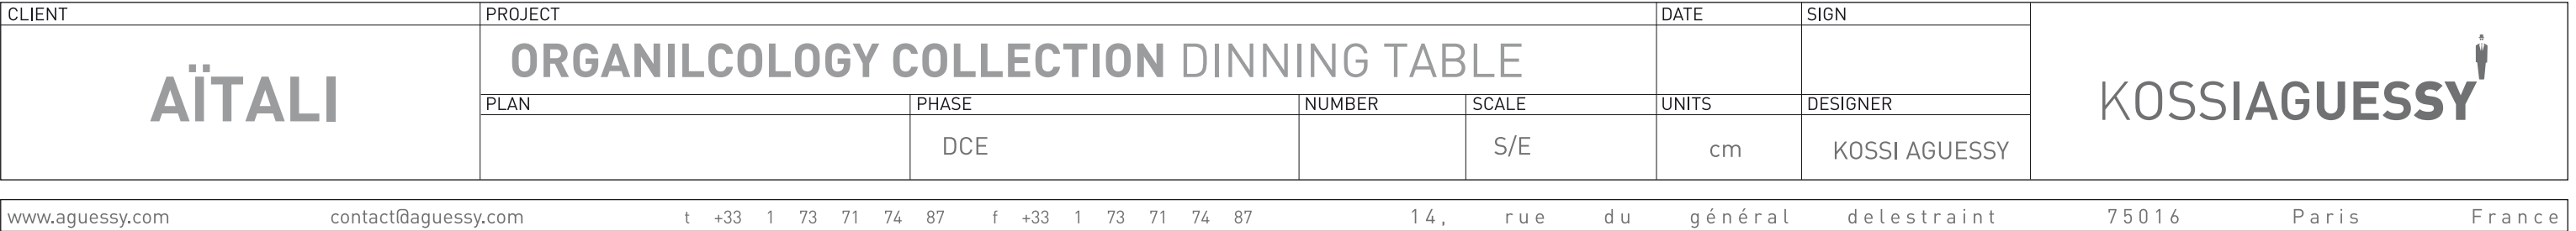 CLIENT
AÏTALI
PROJECT
ORGANILCOLOGY COLLECTION DINNING TABLE
DATE
SIGN
PLAN
PHASE
DCE
NUMBER
SCALE
S/E
UNITS
cm
DESIGNER
KOSSI AGUESSY
KOSSIAGUESSY
www.aguessy.com contact@aguessy.com t +33 1 73 71 74 87 f +33 1 73 71 74 87 14, rue du général delestraint 75016 Paris France